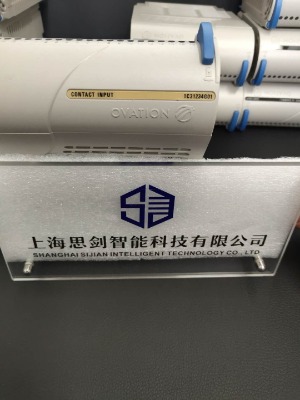 CONTACT INPUT 1C31234G01
OVATION
上海思剑智能科技有限公司
SHANGHAI SIJIAN INTELLIGENT TECHNOLOGY CO., LTD.